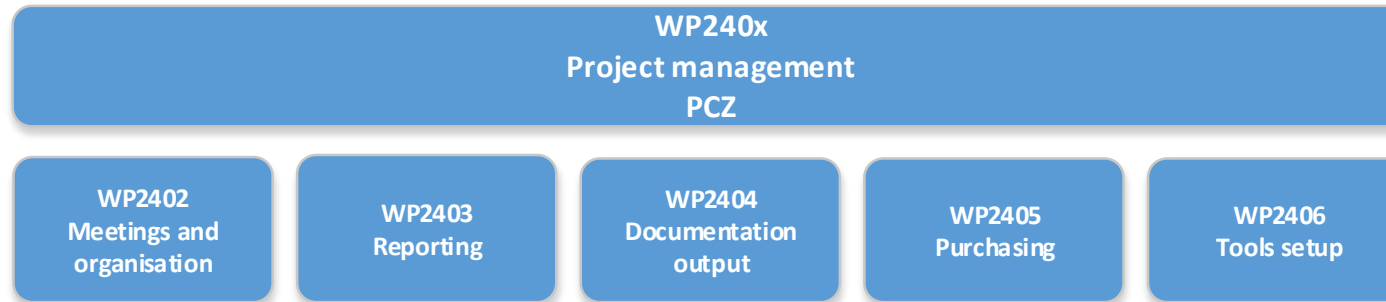 WP240x
Project management
PCZ
WP2402
Meetings and
organisation
WP2403
Reporting
WP2404
Documentation
output
WP2405
Purchasing
WP2406
Tools setup